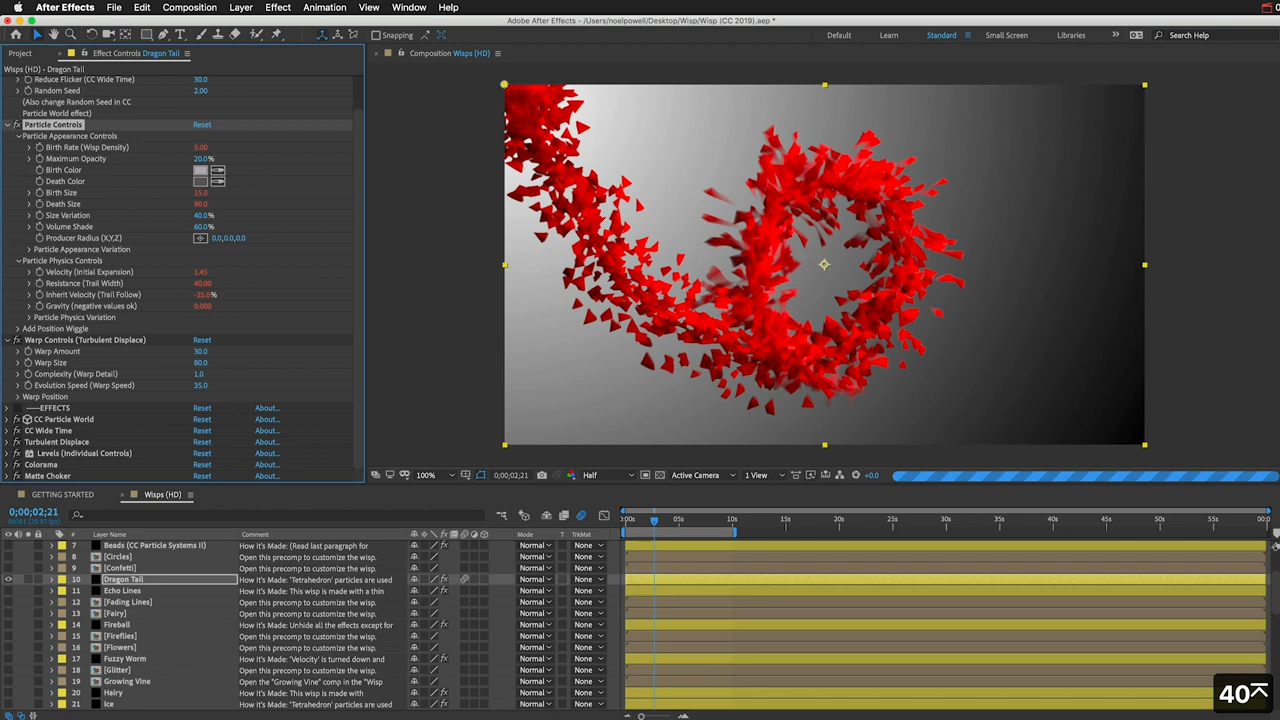 After Effects File Edit Composition Layer Effect Animation View Window Help
Adobe After Effects - /Users/noelpowell/Desktop/Wisp/Wisp (CC 2019).aep *
Snapping Default Learn Standard Small Screen Libraries Search Help
Project Effect Controls Dragon Tail Composition Wisps (HD)
Wisps (HD) - Dragon Tail
Reduce Flicker (CC Wide Time) 30.0
Random Seed 2.00
(Also change Random Seed in CC
Particle World effect)
Particle Controls Reset
Particle Appearance Controls
Birth Rate (Wisp Density) 5.00
Maximum Opacity 20.0%
Birth Color
Death Color
Birth Size 15.0
Death Size 90.0
Size Variation 40.0%
Volume Shade 60.0%
Producer Radius (X,Y,Z) 0.0,0.0,0.0
Particle Appearance Variation
Particle Physics Controls
Velocity (Initial Expansion) 1.45
Resistance (Trail Width) 40.00
Inherit Velocity (Trail Follow) -25.0%
Gravity (negative values ok) 0.000
Particle Physics Variation
Add Position Wiggle
Warp Controls (Turbulent Displace) Reset
Warp Amount 30.0
Warp Size 80.0
Complexity (Warp Detail) 1.0
Evolution Speed (Warp Speed) 35.0
Warp Position
-----EFFECTS Reset About...
CC Particle World Reset About...
CC Wide Time Reset About...
Turbulent Displace Reset About...
Levels (Individual Controls) Reset About...
Colorama Reset About...
Matte Choker Reset About...
100% 0;00;02;21 Half Active Camera 1 View +0.0
GETTING STARTED Wisps (HD)
0;00;02;21
00081 (29.97 fps)
:00s 05s 10s 15s 20s 25s 30s 35s 40s 45s 50s 55s 1:00
# Layer Name Comment Mode T TrkMat
7 Beads (CC Particle Systems II) How it's Made: (Read last paragraph for Normal None
8 [Circles] Open this precomp to customize the wisp. Normal None
9 [Confetti] Open this precomp to customize the wisp. Normal None
10 Dragon Tail How it's Made: 'Tetrahedron' particles are used Normal None
11 Echo Lines How it's Made: This wisp is made with a thin Normal None
12 [Fading Lines] Open this precomp to customize the wisp. Normal None
13 [Fairy] Open this precomp to customize the wisp. Normal None
14 Fireball How it's Made: Unhide all the effects except for Normal None
15 [Fireflies] Open this precomp to customize the wisp. Normal None
16 [Flowers] Open this precomp to customize the wisp. Normal None
17 Fuzzy Worm How it's Made: 'Velocity' is turned down and Normal None
18 [Glitter] Open this precomp to customize the wisp. Normal None
19 Growing Vine Open the "Growing Vine" comp in the "Wisp Normal None
20 Hairy How it's Made: This wisp is made with Normal None
21 Ice How it's Made: 'Tetrahedron' particles are used Normal None
40